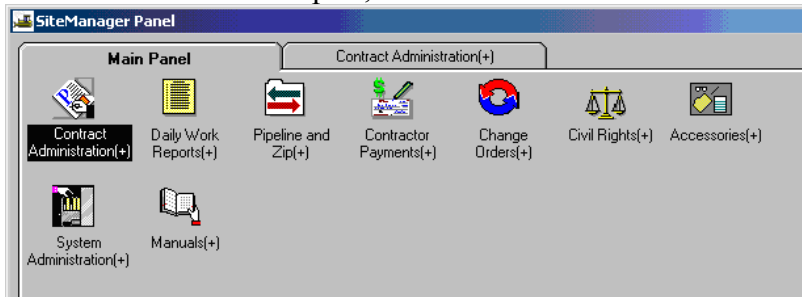 SiteManager Panel
Main Panel
Contract Administration(+)
Contract
Administration(+)
Daily Work
Reports(+)
Pipeline and
Zip(+)
Contractor
Payments(+)
Change
Orders(+)
Civil Rights(+)
Accessories(+)
System
Administration(+)
Manuals(+)